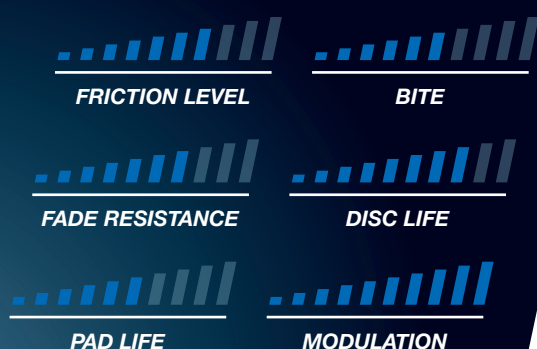 FRICTION LEVEL
BITE
FADE RESISTANCE
DISC LIFE
PAD LIFE
MODULATION